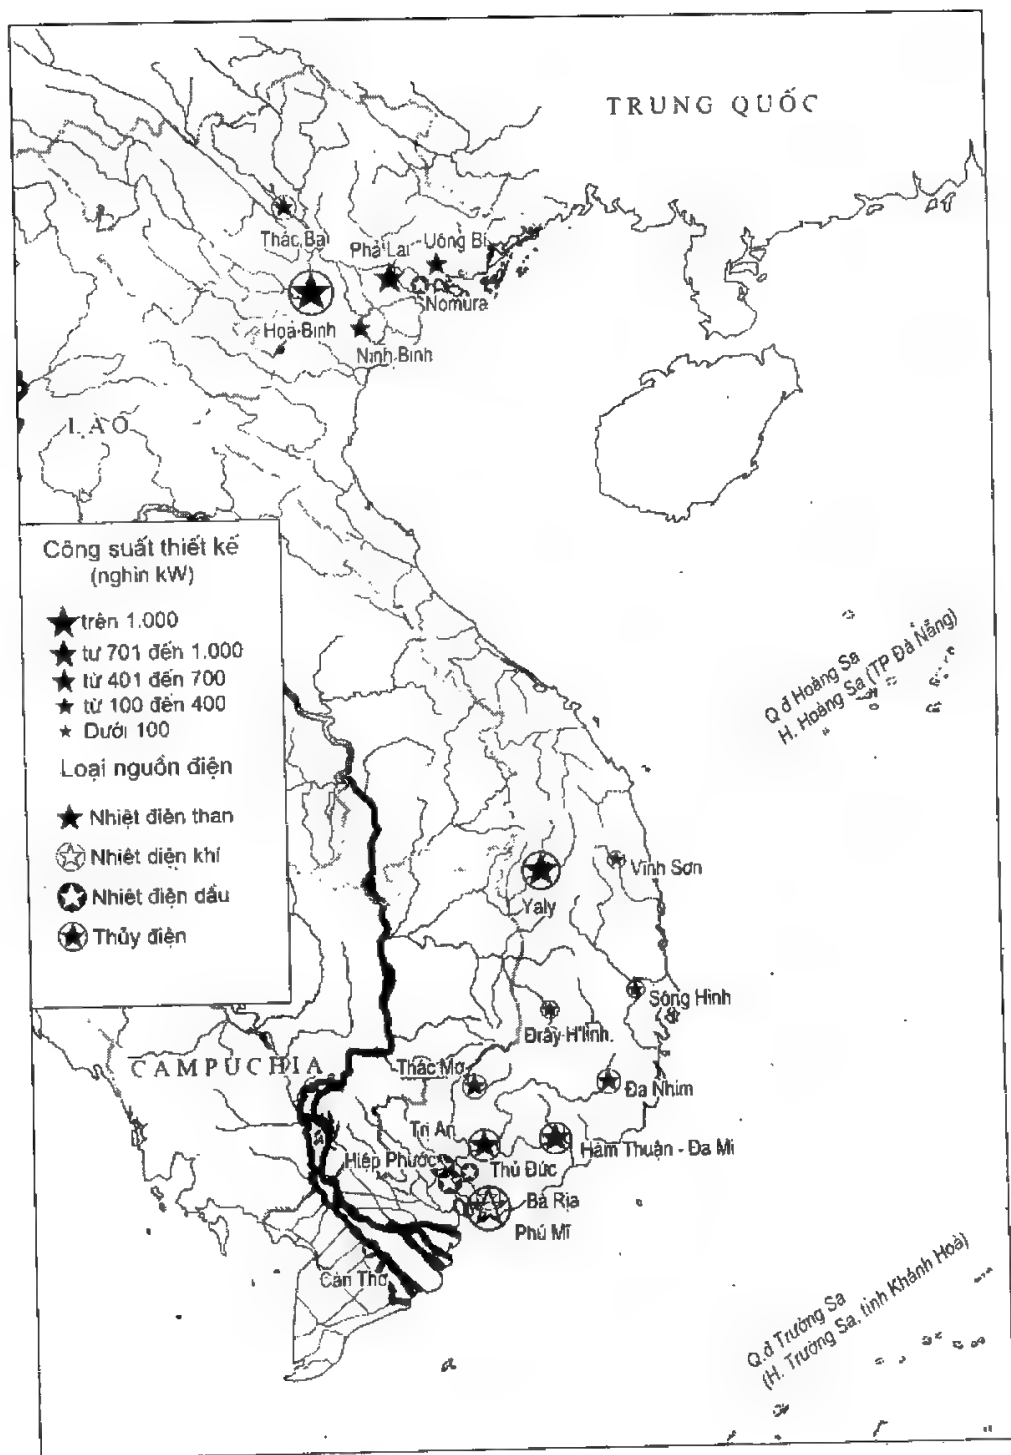 TRUNG QUỐC
Thác Bà
Phả Lại
Uông Bí
Nomura
Hoà Bình
Ninh Bình
LÀO
Công suất thiết kế
(nghìn kW)
trên 1.000
từ 701 đến 1.000
từ 401 đến 700
từ 100 đến 400
Dưới 100
Loại nguồn điện
Nhiệt điện than
Nhiệt điện khí
Nhiệt điện dầu
Thủy điện
Q.đ Hoàng Sa
H. Hoàng Sa (TP Đà Nẵng)
Vĩnh Sơn
Yaly
Sông Hinh
Đrây H'linh
CAMPUCHIA
Thác Mơ
Đa Nhim
Trị An
Hàm Thuận - Đa Mi
Hiệp Phước
Thủ Đức
Bà Rịa
Phú Mĩ
Cần Thơ
Q.đ Trường Sa
(H. Trường Sa, tỉnh Khánh Hoà)